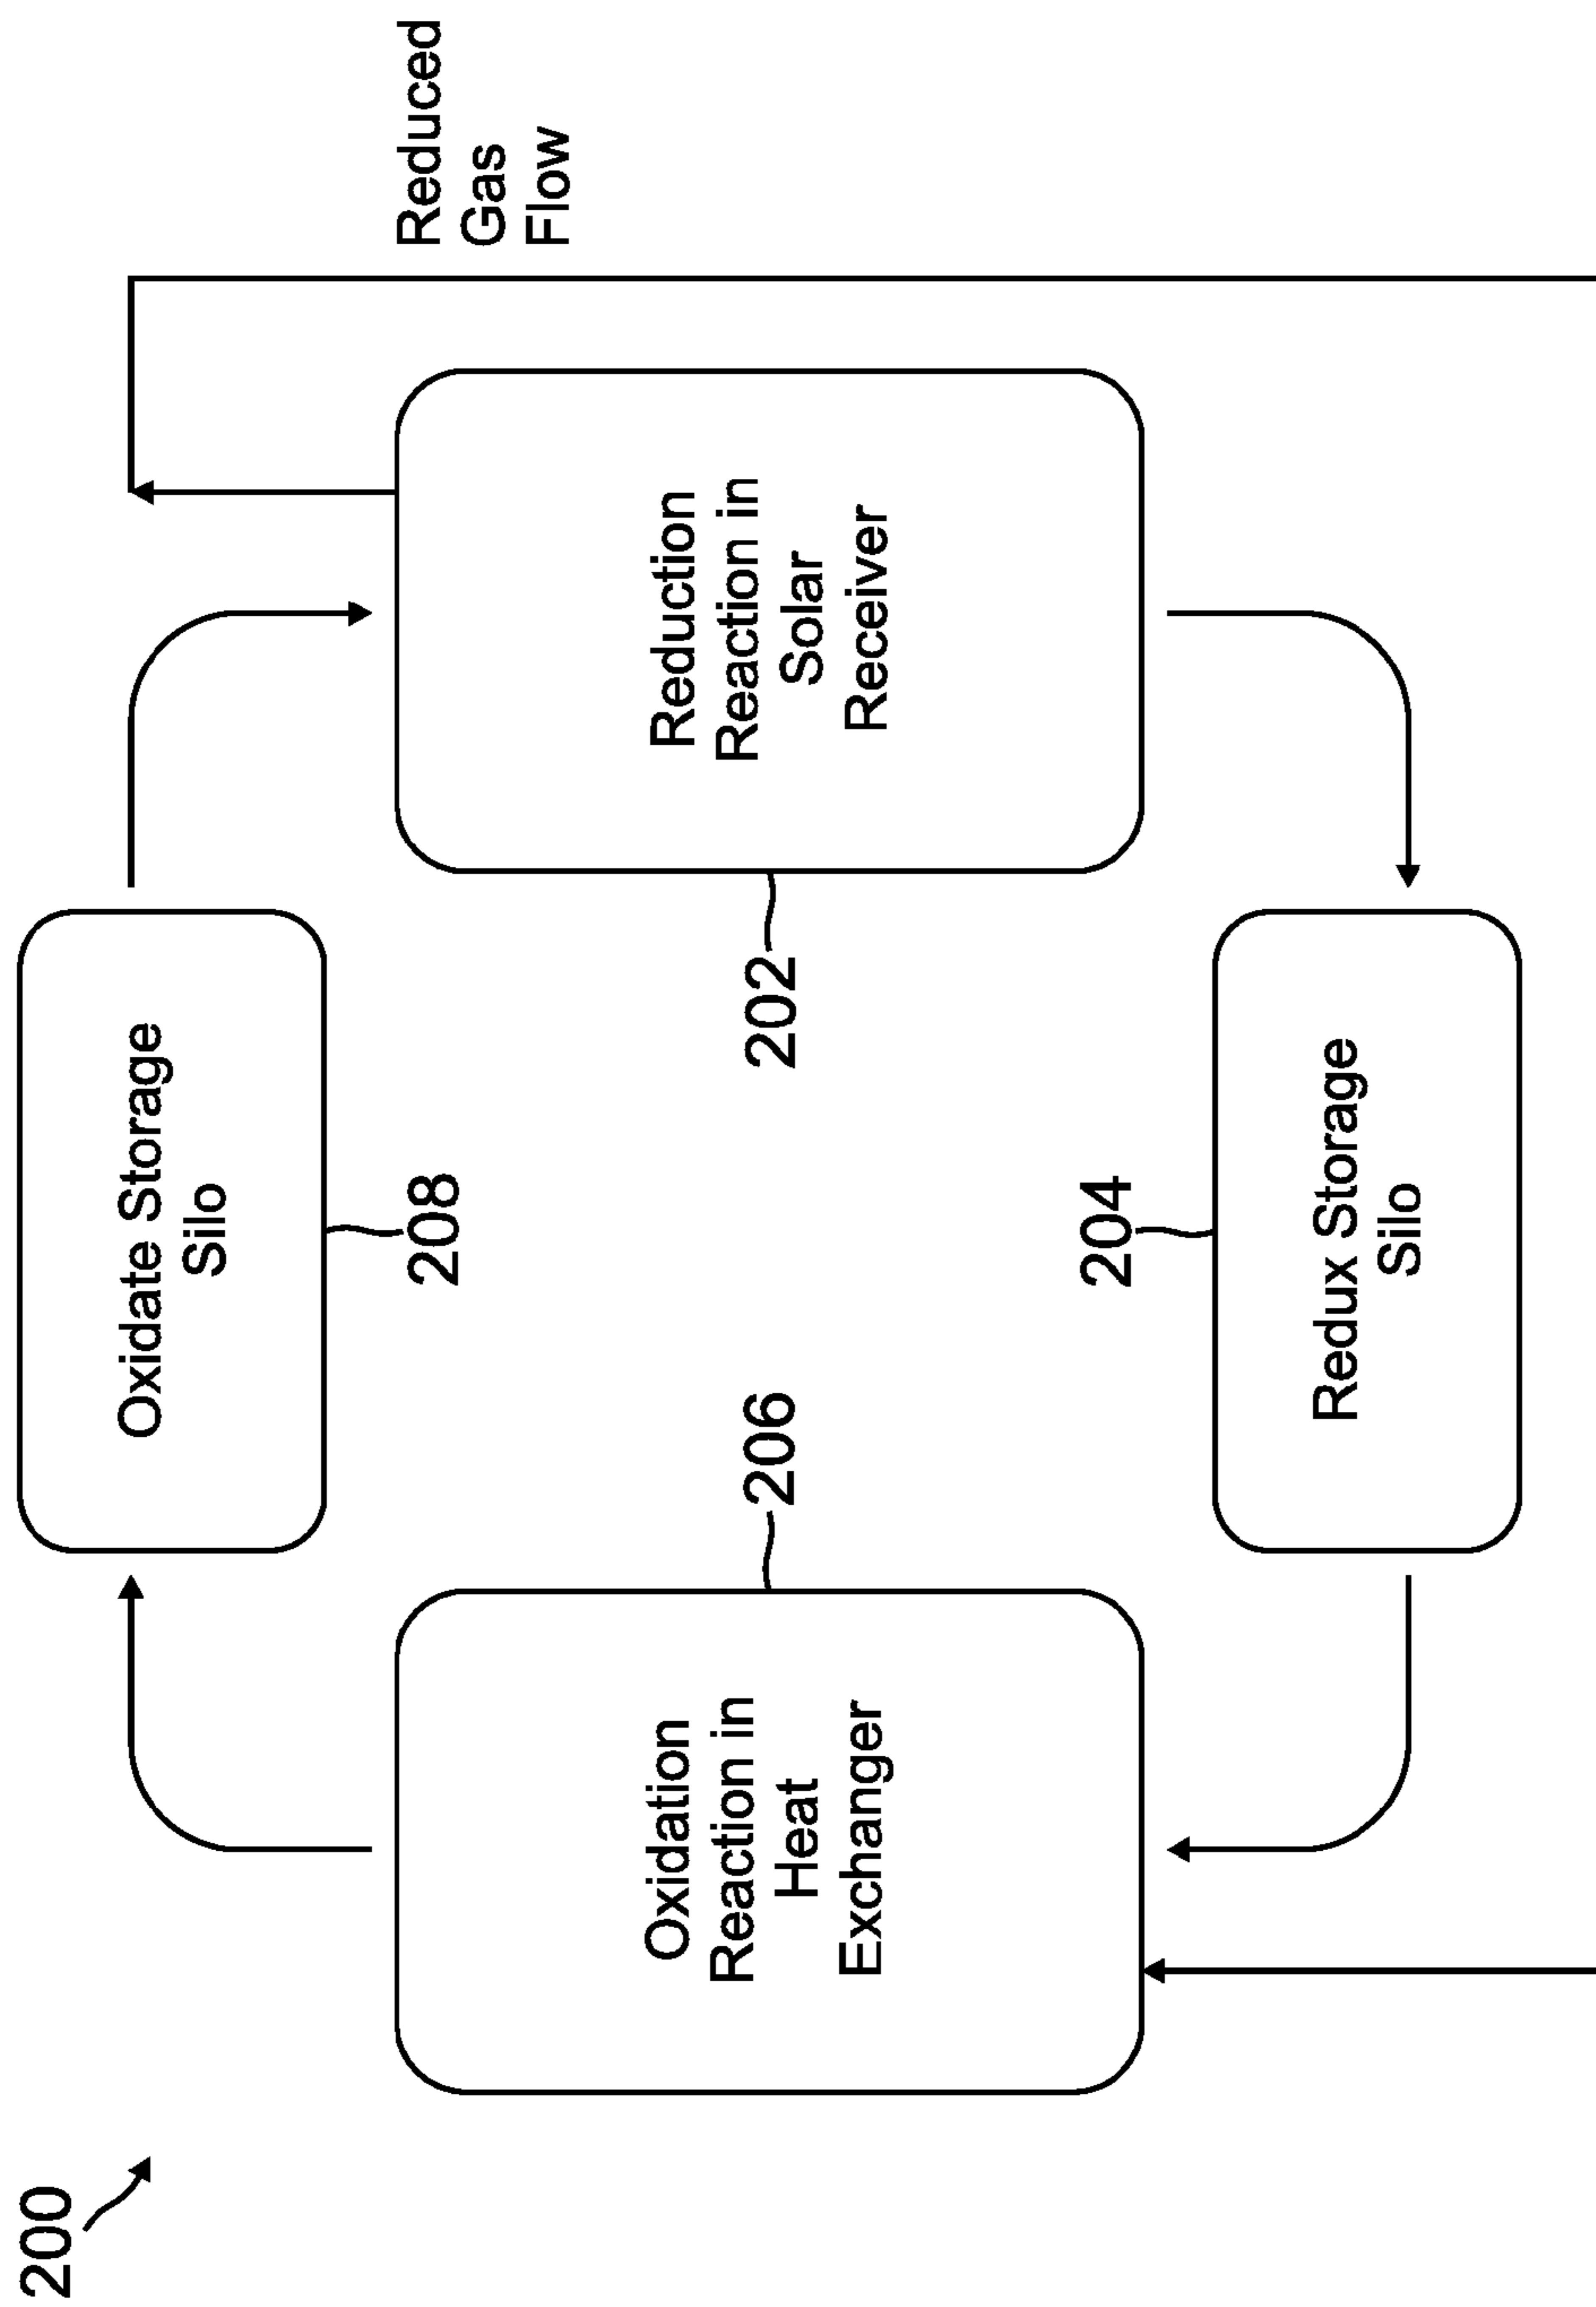 200
Oxidate Storage
Silo
208
Reduced
Gas
Flow
Oxidation
Reaction in
Heat
Exchanger
206
202
Reduction
Reaction in
Solar
Receiver
204
Redux Storage
Silo